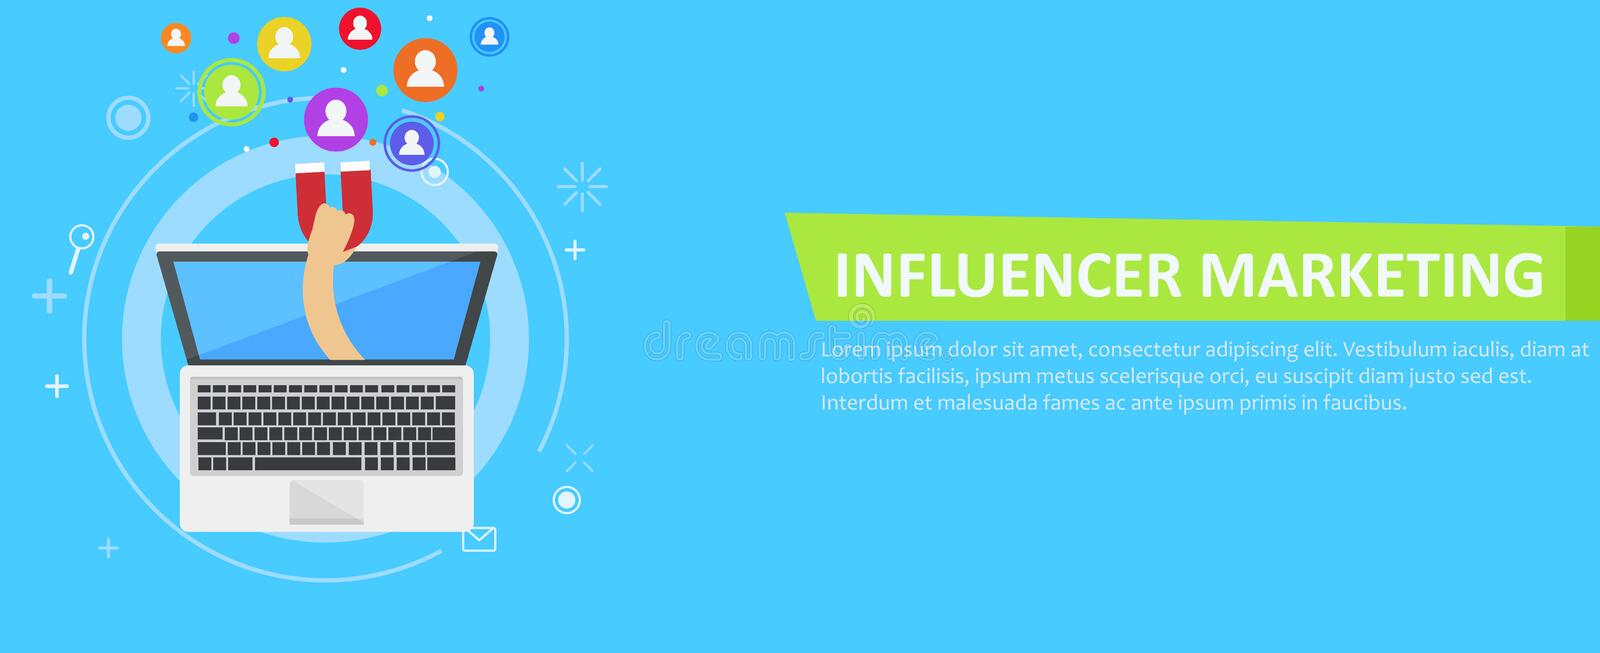 INFLUENCER MARKETING
Lorem ipsum dolor sit amet, consectetur adipiscing elit. Vestibulum iaculis, diam at
lobortis facilisis, ipsum metus scelerisque orci, eu suscipit diam justo sed est.
Interdum et malesuada fames ac ante ipsum primis in faucibus.
dreamstime